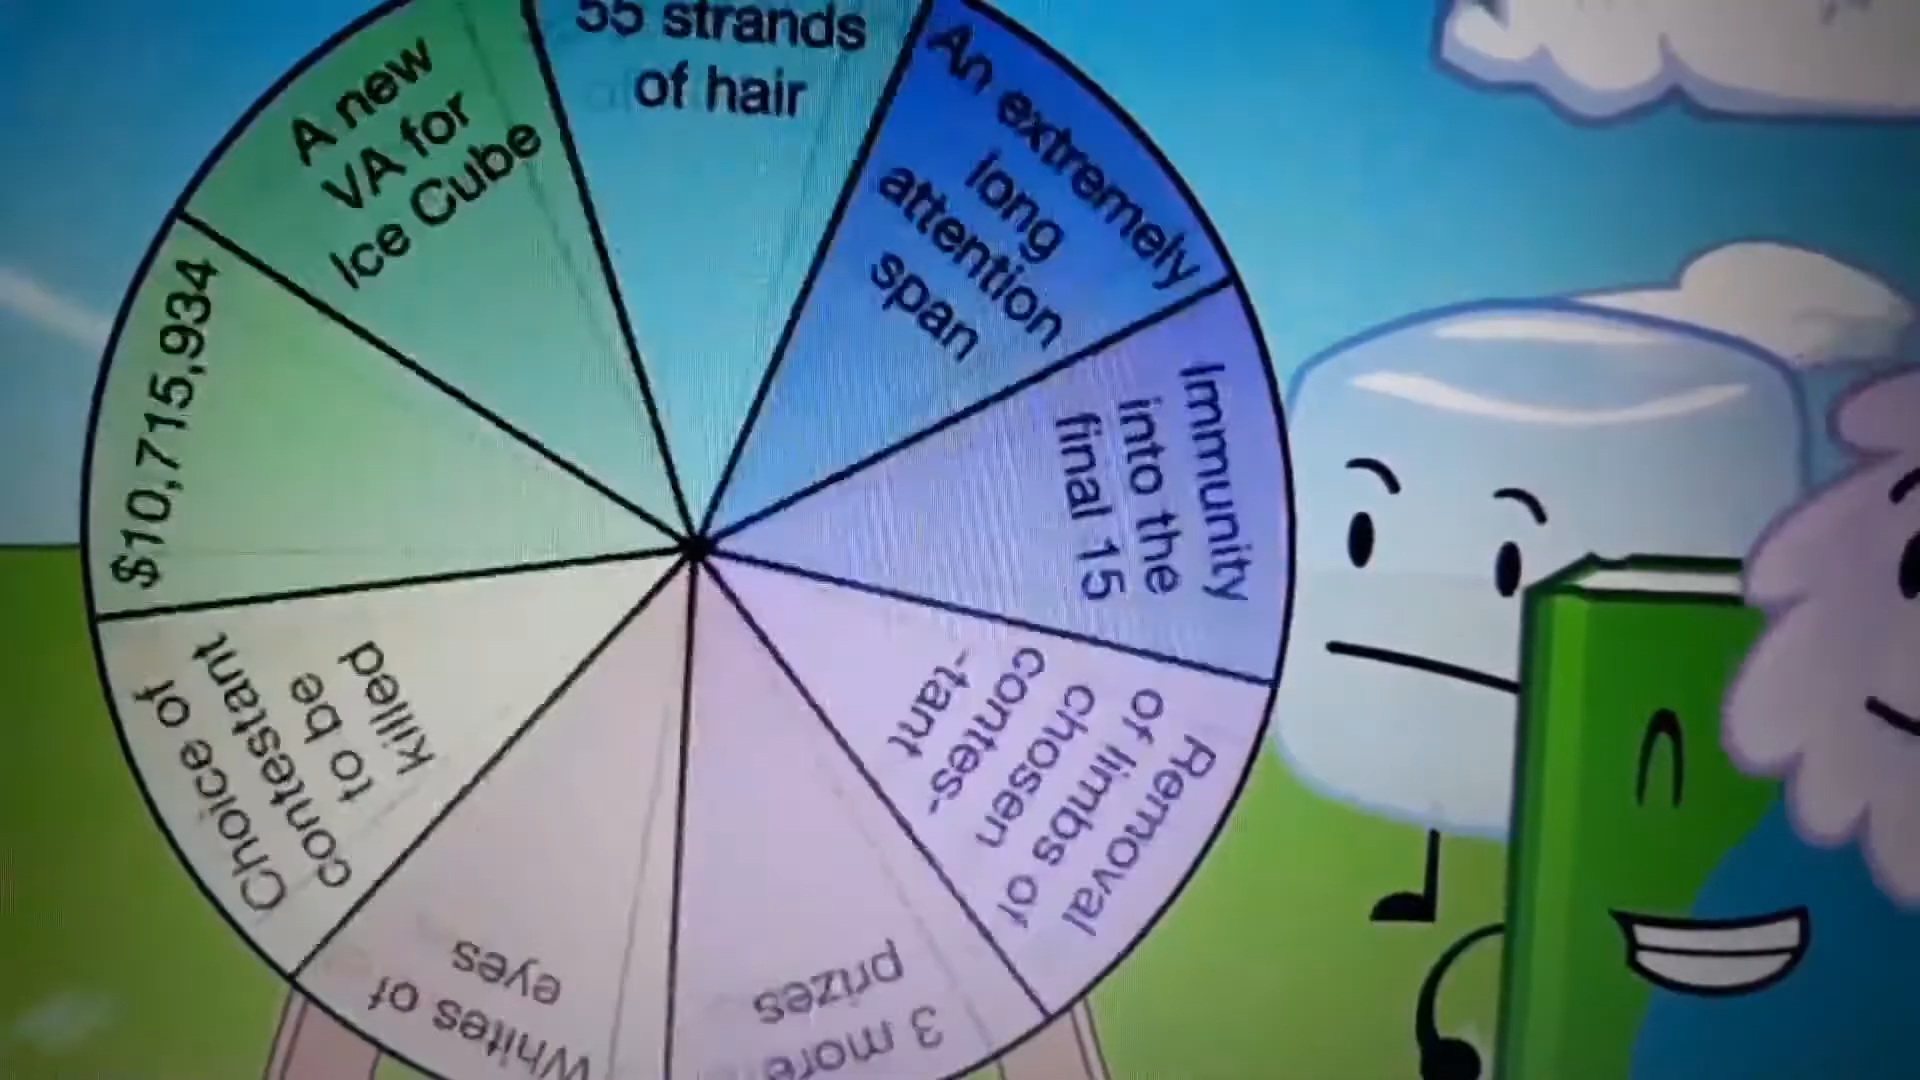 55 strands
of hair
An extremely
long
attention
span
Immunity
into the
final 15
Removal
of limbs of
chosen
contes-
-tant
3 more
prizes
Whites of
eyes
Choice of
contestant
to be
killed
$10,715,934
A new
VA for
Ice Cube